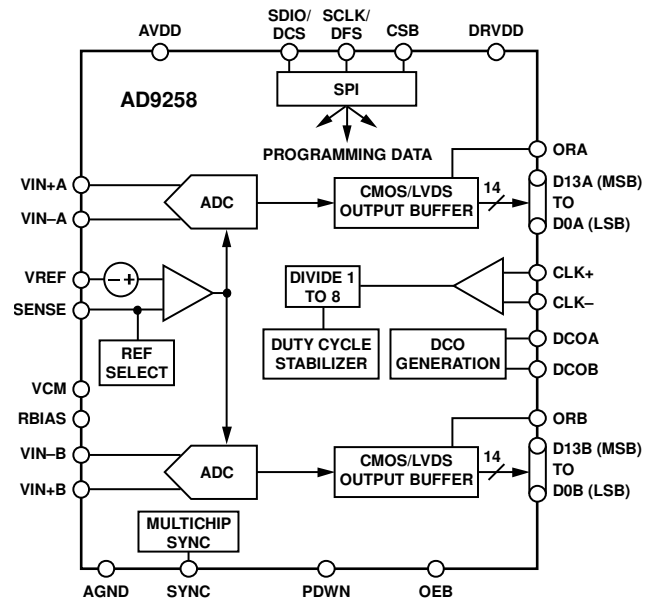 SDIO/
DCS
SCLK/
DFS
AVDD
CSB
DRVDD
AD9258
SPI
PROGRAMMING DATA
ORA
VIN+A
VIN–A
ADC
CMOS/LVDS
OUTPUT BUFFER
14
D13A (MSB)
TO
D0A (LSB)
VREF
– +
SENSE
REF
SELECT
DIVIDE 1
TO 8
CLK+
CLK–
DUTY CYCLE
STABILIZER
DCO
GENERATION
DCOA
DCOB
VCM
RBIAS
ORB
VIN–B
VIN+B
ADC
CMOS/LVDS
OUTPUT BUFFER
14
D13B (MSB)
TO
D0B (LSB)
MULTICHIP
SYNC
AGND
SYNC
PDWN
OEB